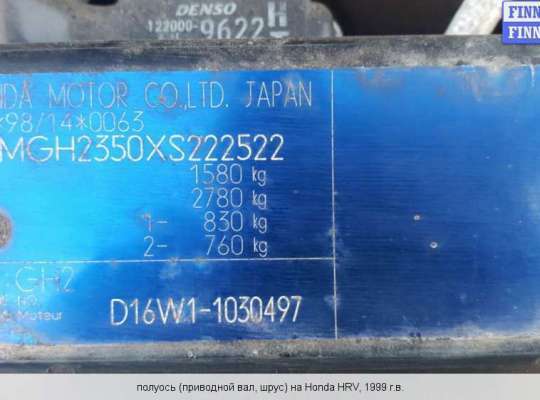 DENSO
122000-9622
FINN
FINN
NDA MOTOR CO.,LTD. JAPAN
*98/14*0063
MGH2350XS222522
1580 kg
2780 kg
1- 830 kg
2- 760 kg
GH2
Moteur
D16W1-1030497
полуось (приводной вал, шрус) на Honda HRV, 1999 г.в.